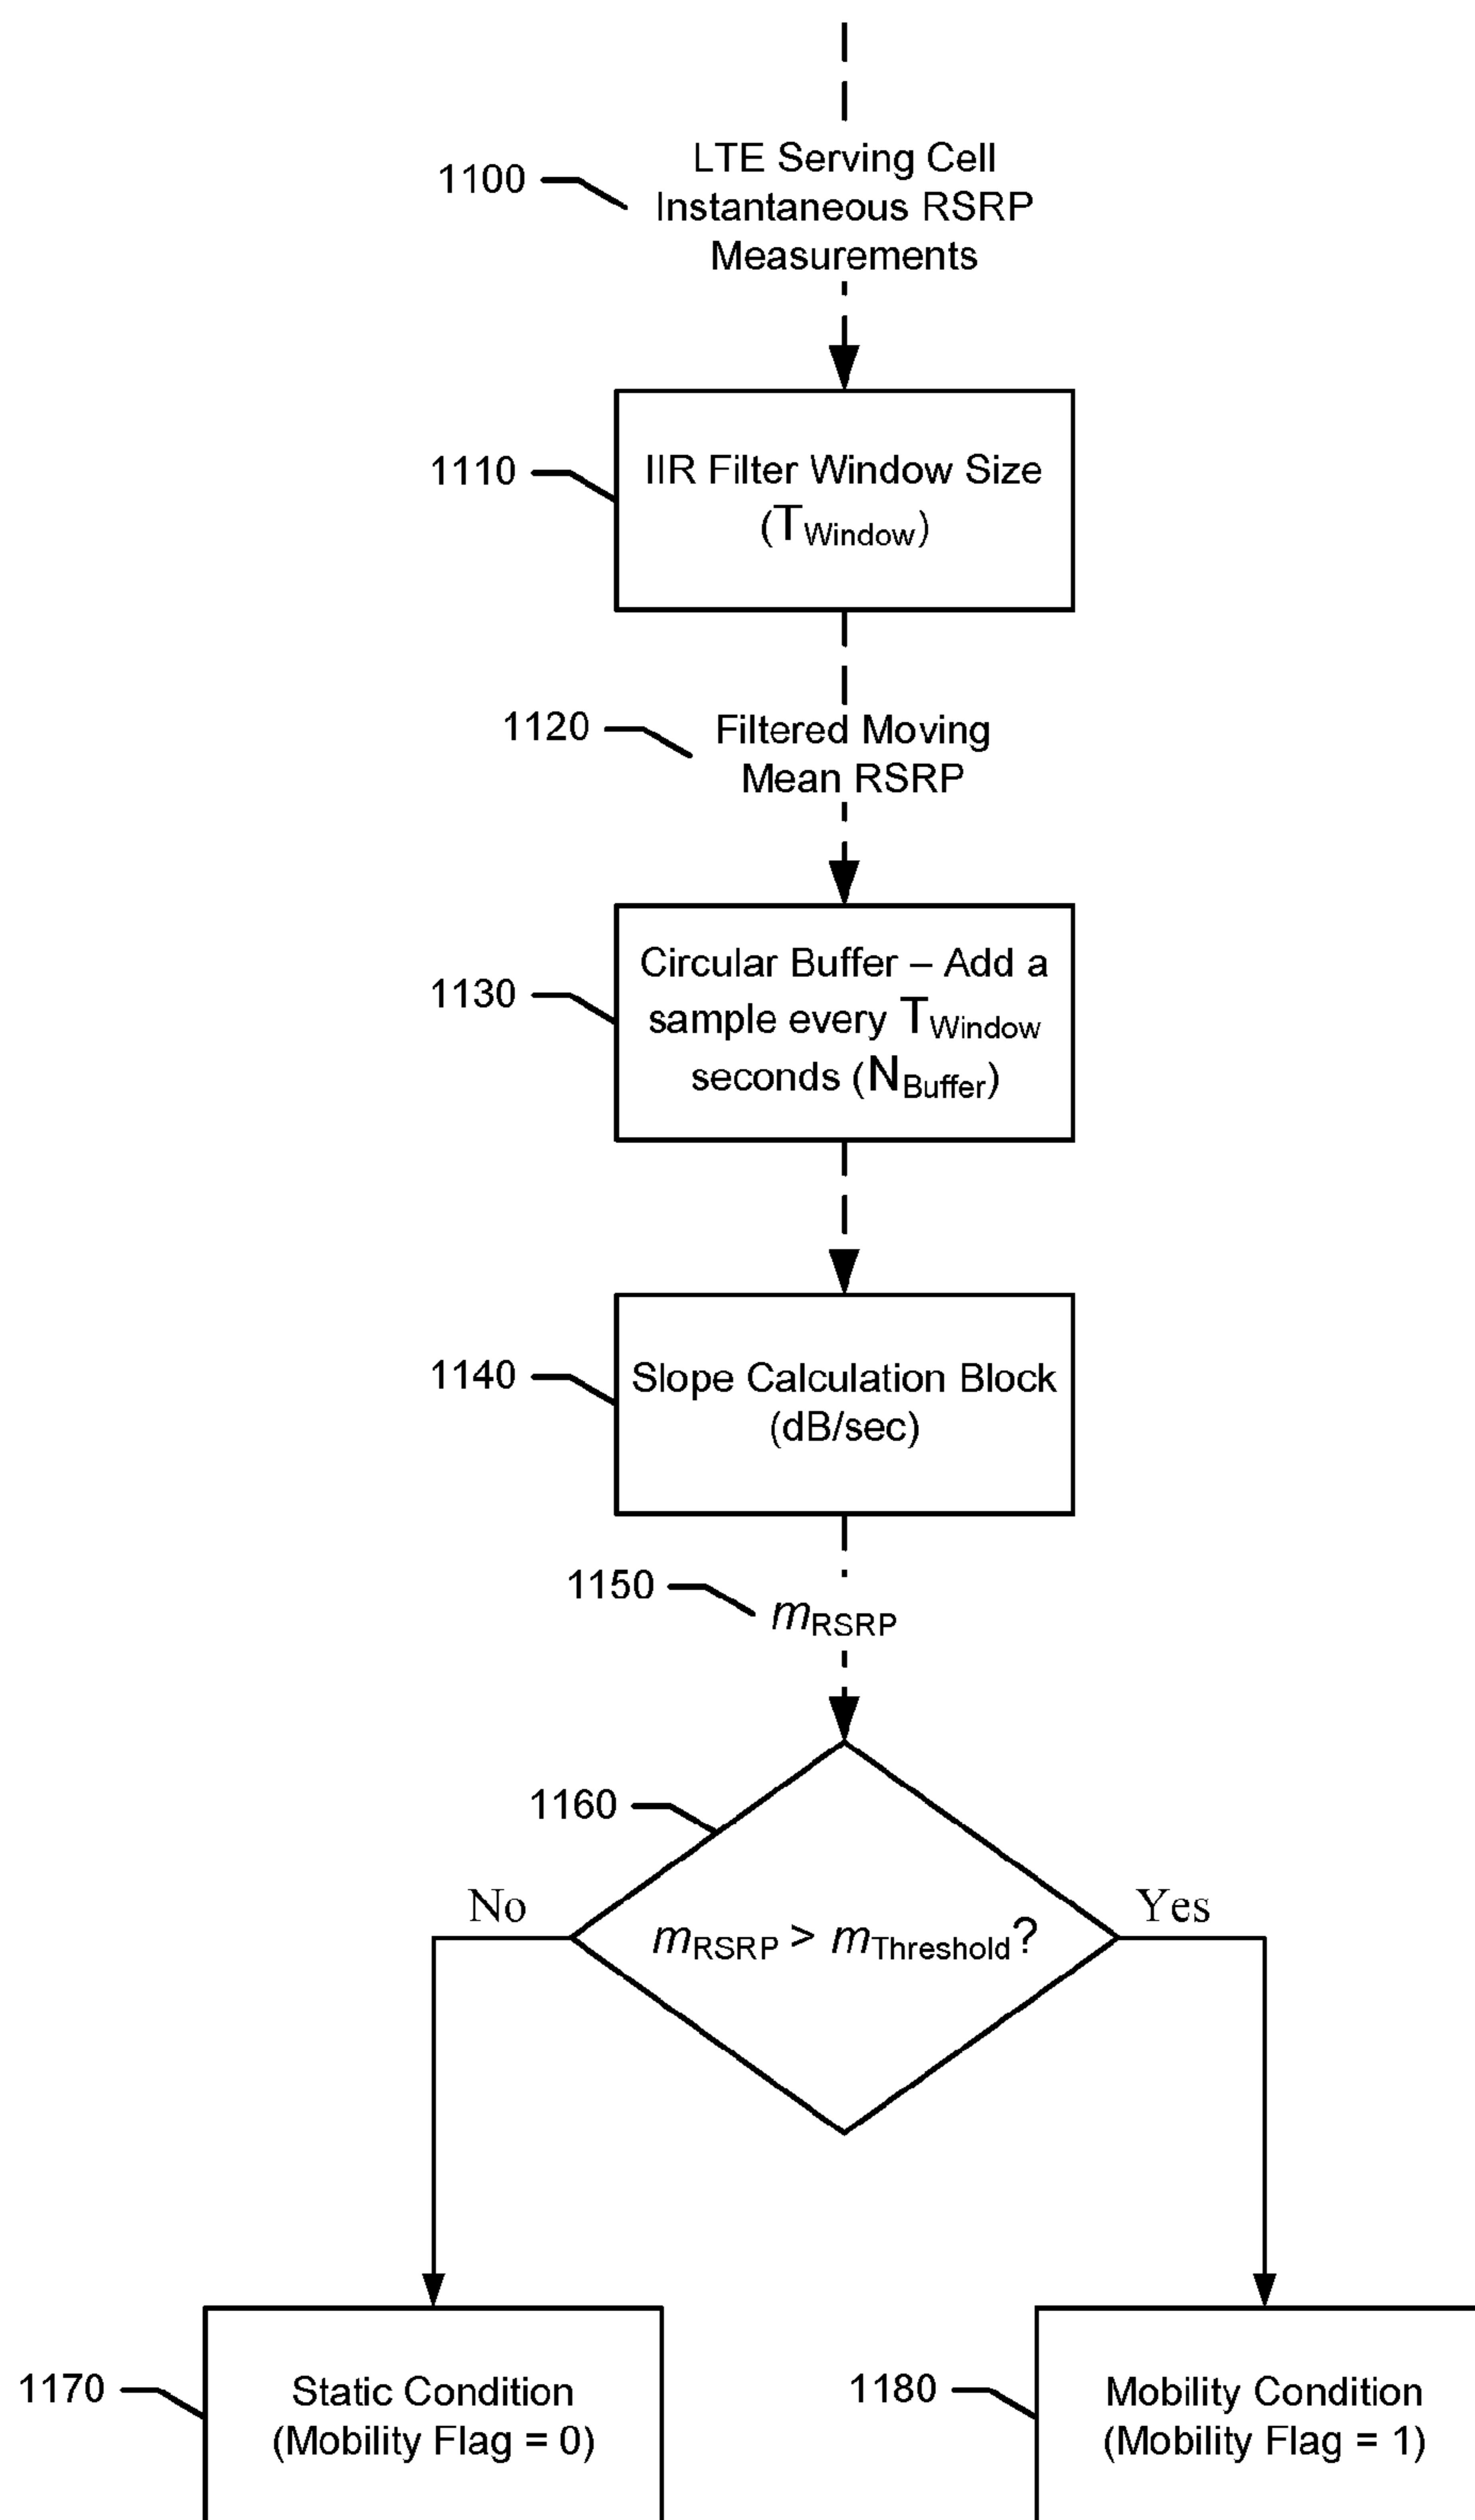 1100
LTE Serving Cell
Instantaneous RSRP
Measurements
1110
IIR Filter Window Size
(TWindow)
1120
Filtered Moving
Mean RSRP
1130
Circular Buffer – Add a
sample every TWindow
seconds (NBuffer)
1140
Slope Calculation Block
(dB/sec)
1150
mRSRP
1160
No
Yes
mRSRP > mThreshold?
1170
Static Condition
(Mobility Flag = 0)
1180
Mobility Condition
(Mobility Flag = 1)